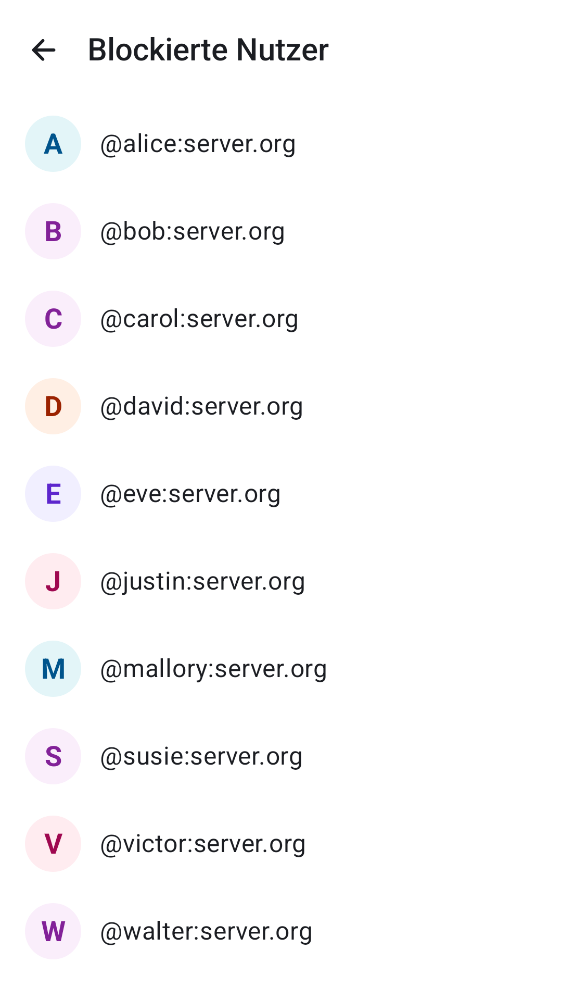 Blockierte Nutzer
A @alice:server.org
B @bob:server.org
C @carol:server.org
D @david:server.org
E @eve:server.org
J @justin:server.org
M @mallory:server.org
S @susie:server.org
V @victor:server.org
W @walter:server.org